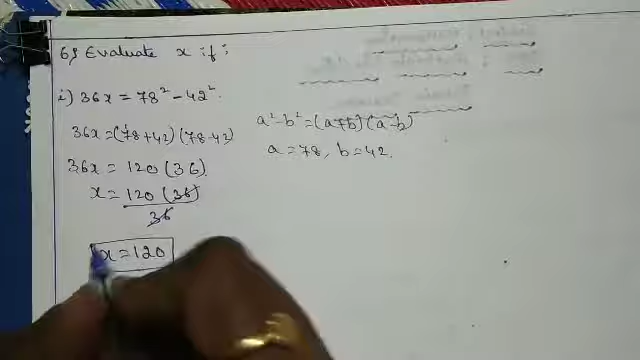 6) Evaluate x if:
i) 36x = 78² - 42²
36x = (78+42) (78-42)
36x = 120 (36)
x = 120 (36)
36
x = 120
a² - b² = (a+b) (a-b)
a = 78, b = 42.